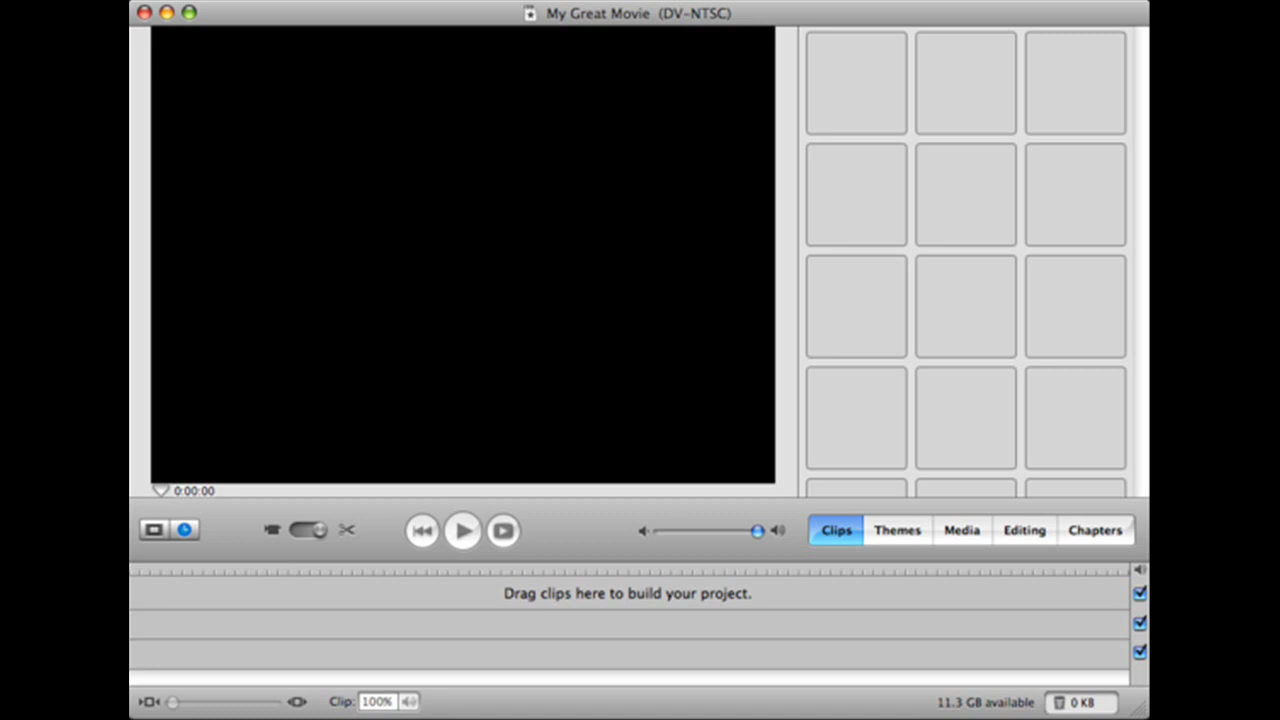 My Great Movie (DV-NTSC)
0:00:00
Clips Themes Media Editing Chapters
Drag clips here to build your project.
Clip: 100% 11.3 GB available 0 KB